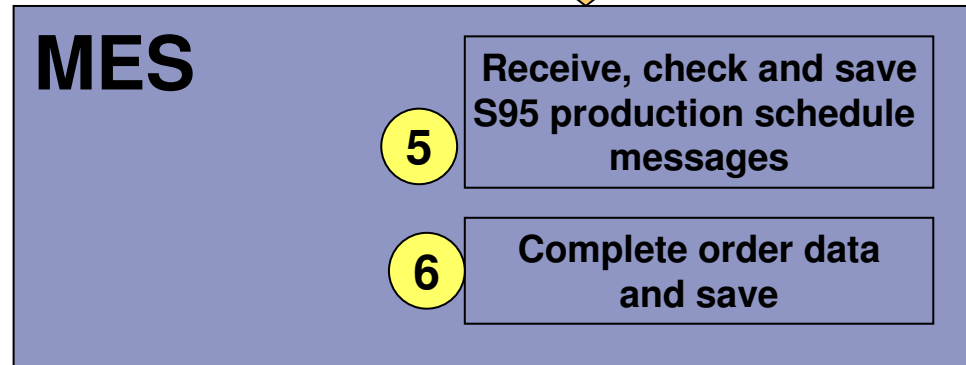 MES
Receive, check and save
S95 production schedule
messages
5
Complete order data
and save
6